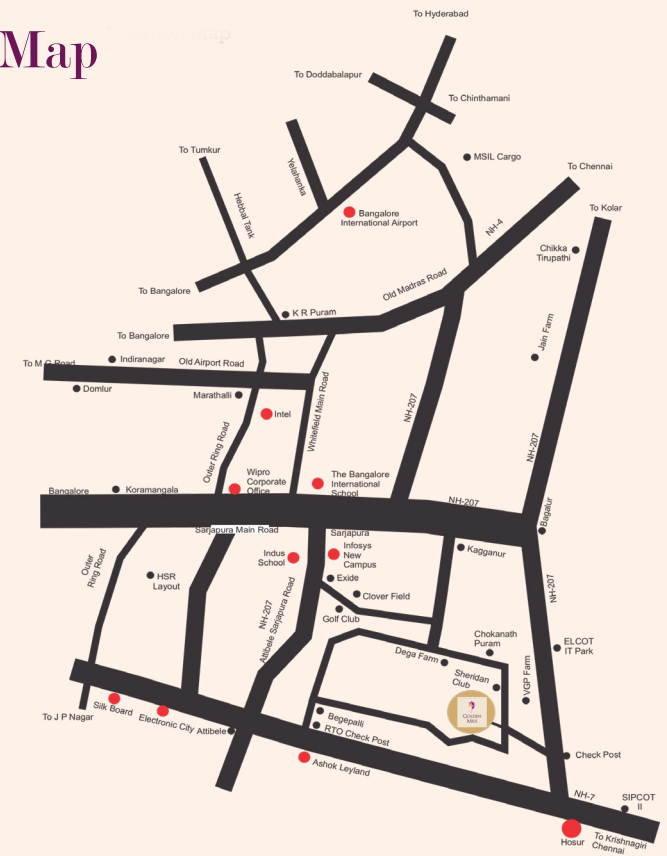 Map
To Hyderabad
To Doddabalapur
To Chinthamani
To Tumkur
Yelahanka
MSIL Cargo
To Chennai
Hebbal Tank
Bangalore
International Airport
NH-4
To Kolar
Chikka
Tirupathi
To Bangalore
Old Madras Road
K R Puram
To Bangalore
Jain Farm
To M G Road
Indiranagar
Old Airport Road
Domlur
Marathalli
Intel
Whitefield Main Road
NH-207
Outer Ring Road
NH-207
Wipro
Corporate
Office
The Bangalore
International
School
Bangalore
Koramangala
NH-207
Bagalur
Sarjapura Main Road
Sarjapura
Outer
Ring Road
HSR
Layout
Indus
School
Infosys
New
Campus
Kagganur
Exide
Clover Field
Golf Club
NH-207
NH-207
Attibele Sarjapura Road
Chokanath
Puram
ELCOT
IT Park
Dega Farm
Sheridan
Club
VGP Farm
GOLDEN
To J P Nagar
Silk Board
Electronic City
Attibele
Begepalli
RTO Check Post
Check Post
Ashok Leyland
NH-7
SIPCOT
II
Hosur
To Krishnagiri
Chennai